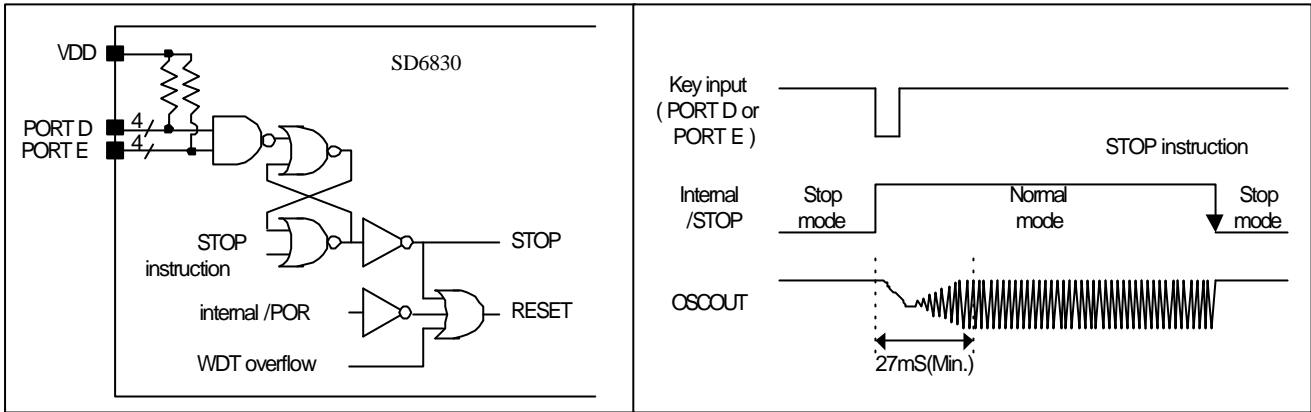 VDD
SD6830
PORT D
4
PORT E
4
STOP
instruction
STOP
internal /POR
RESET
WDT overflow
Key input
( PORT D or
PORT E )
STOP instruction
Internal
/STOP
Stop
mode
Normal
mode
Stop
mode
OSCOUT
27mS(Min.)